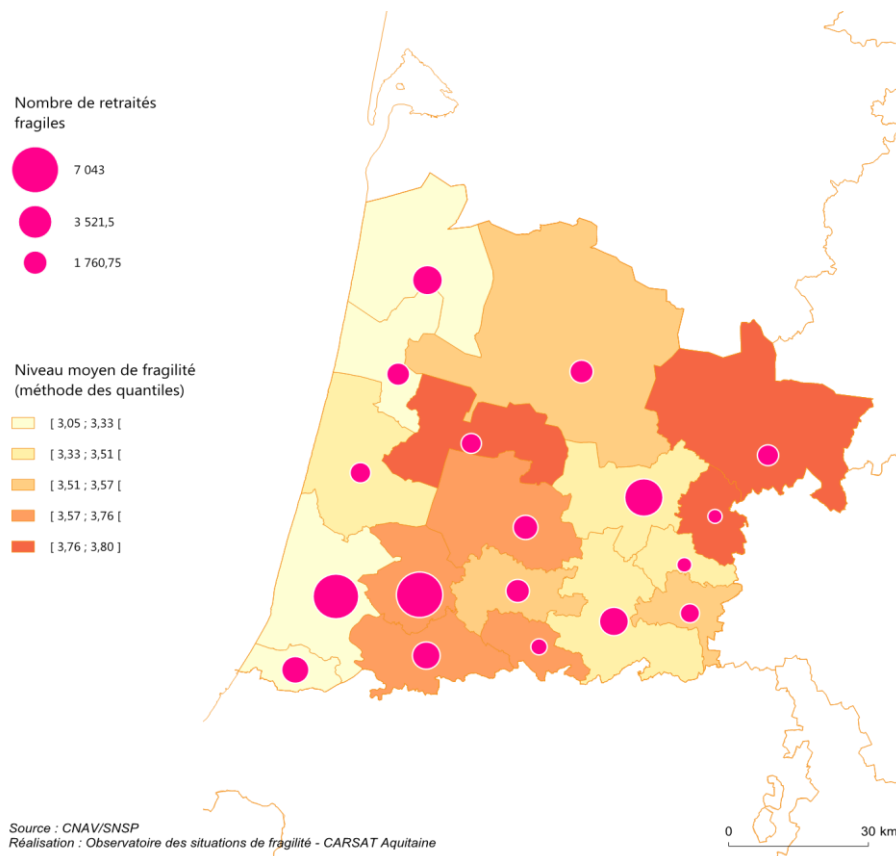 Nombre de retraités
fragiles
7 043
3 521,5
1 760,75
Niveau moyen de fragilité
(méthode des quantiles)
[ 3,05 ; 3,33 [
[ 3,33 ; 3,51 [
[ 3,51 ; 3,57 [
[ 3,57 ; 3,76 [
[ 3,76 ; 3,80 ]
Source : CNAV/SNSP
Réalisation : Observatoire des situations de fragilité - CARSAT Aquitaine
0 30 km